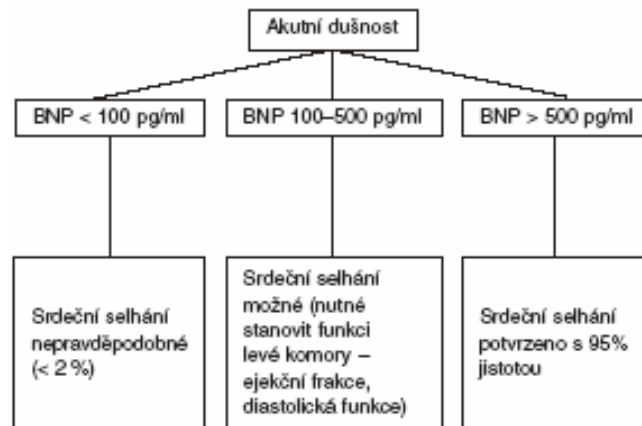 Akutní dušnost
BNP < 100 pg/ml
BNP 100–500 pg/ml
BNP > 500 pg/ml
Srdeční selhání
nepravděpodobné
(< 2 %)
Srdeční selhání
možné (nutné
stanovit funkci
levé komory –
ejekční frakce,
diastolická funkce)
Srdeční selhání
potvrzeno s 95%
jistotou